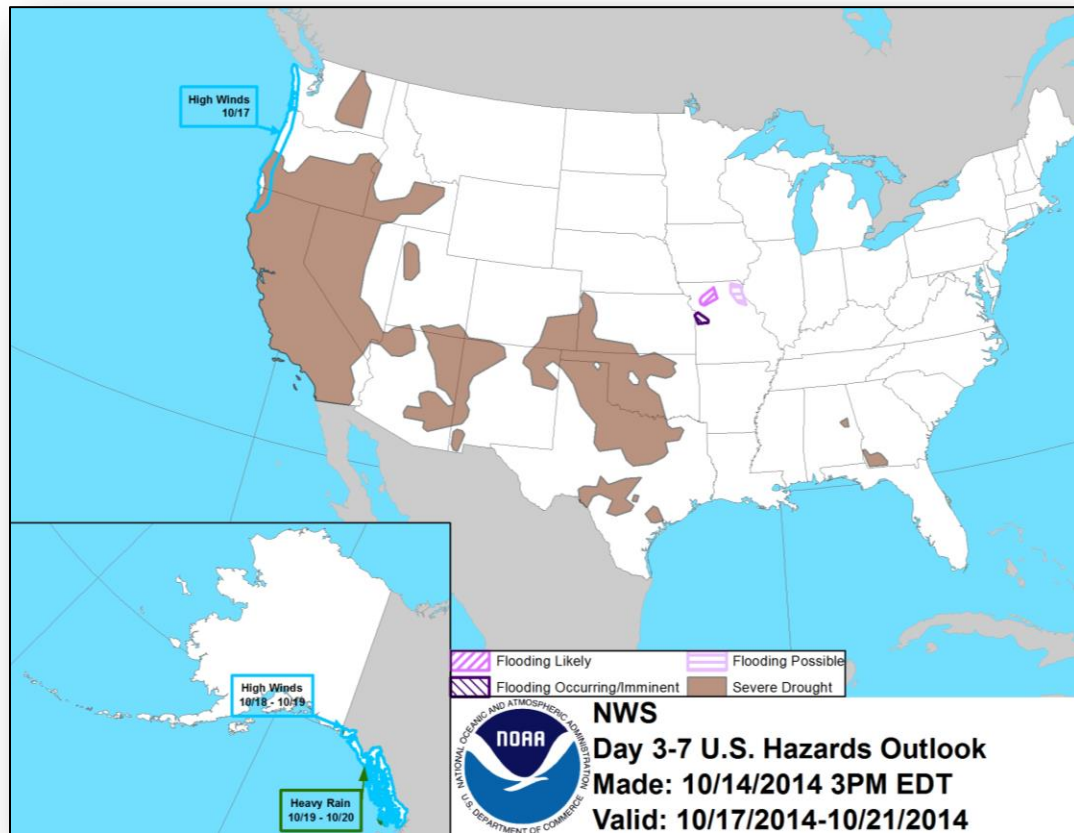 High Winds
10/17
High Winds
10/18 - 10/19
Heavy Rain
10/19 - 10/20
Flooding Likely
Flooding Possible
Flooding Occurring/Imminent
Severe Drought
NATIONAL OCEANIC AND ATMOSPHERIC ADMINISTRATION
NOAA
U.S. DEPARTMENT OF COMMERCE
NWS
Day 3-7 U.S. Hazards Outlook
Made: 10/14/2014 3PM EDT
Valid: 10/17/2014-10/21/2014